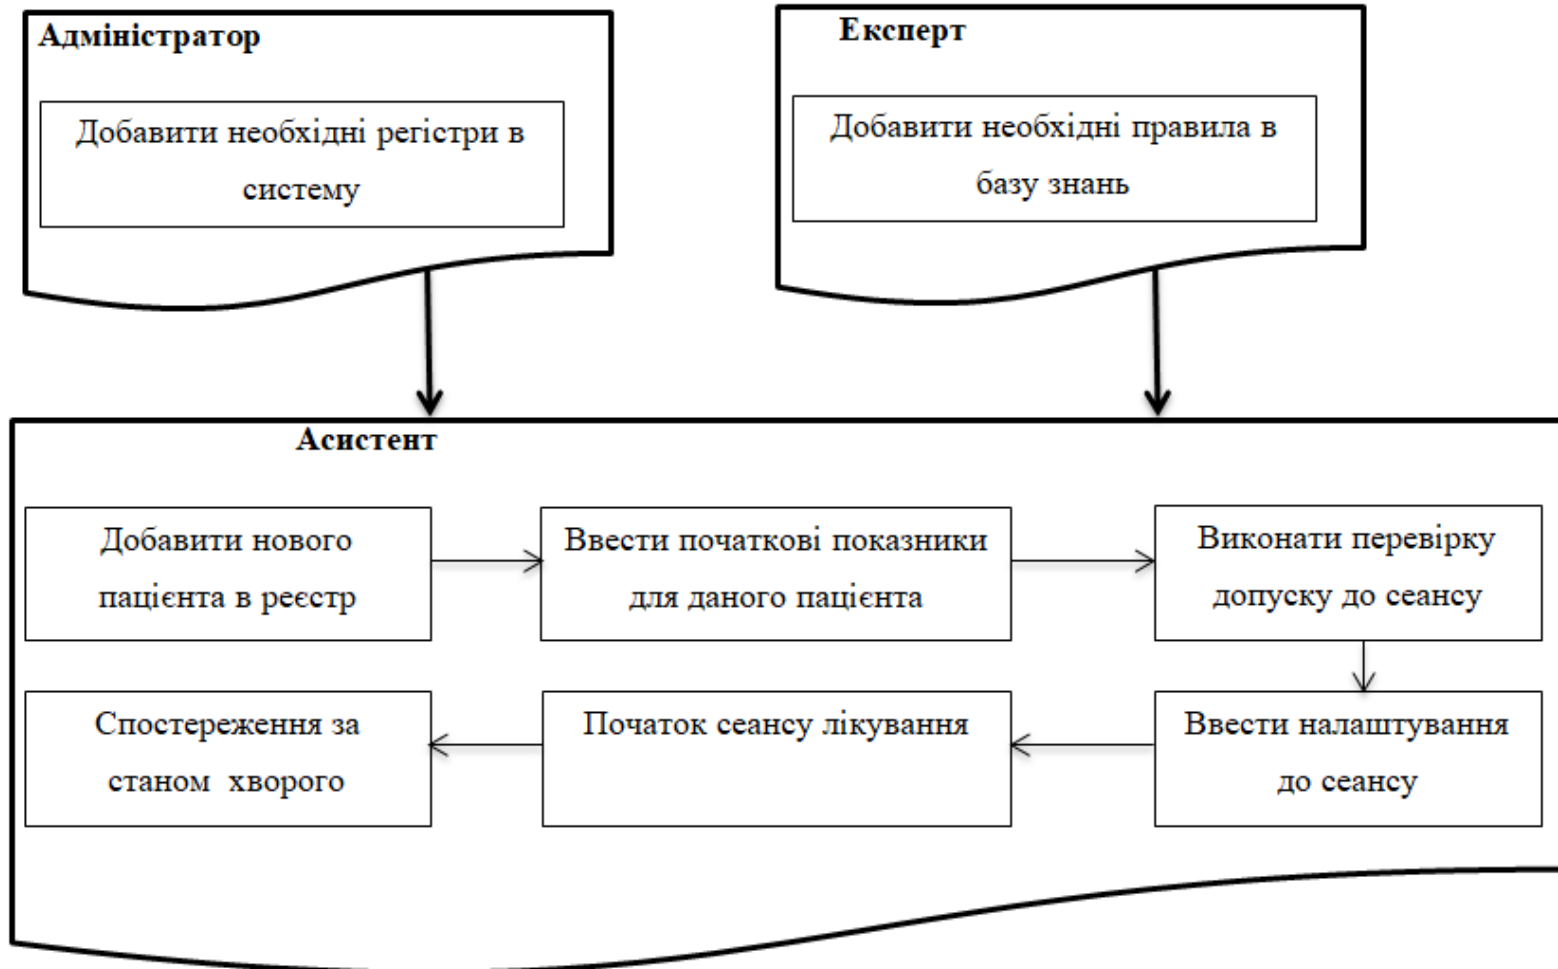 Адміністратор
Добавити необхідні регістри в
систему
Експерт
Добавити необхідні правила в
базу знань
Асистент
Добавити нового
пацієнта в реєстр
Ввести початкові показники
для даного пацієнта
Виконати перевірку
допуску до сеансу
Ввести налаштування
до сеансу
Початок сеансу лікування
Спостереження за
станом хворого